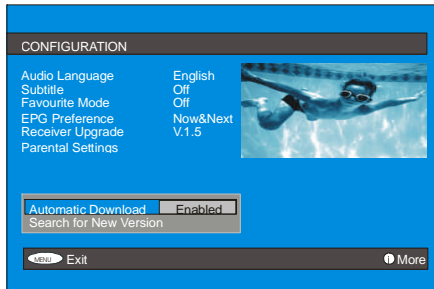 CONFIGURATION
Audio Language English
Subtitle Off
Favourite Mode Off
EPG Preference Now&Next
Receiver Upgrade V.1.5
Parental Settings
Automatic Download Enabled
Search for New Version
MENU Exit i More